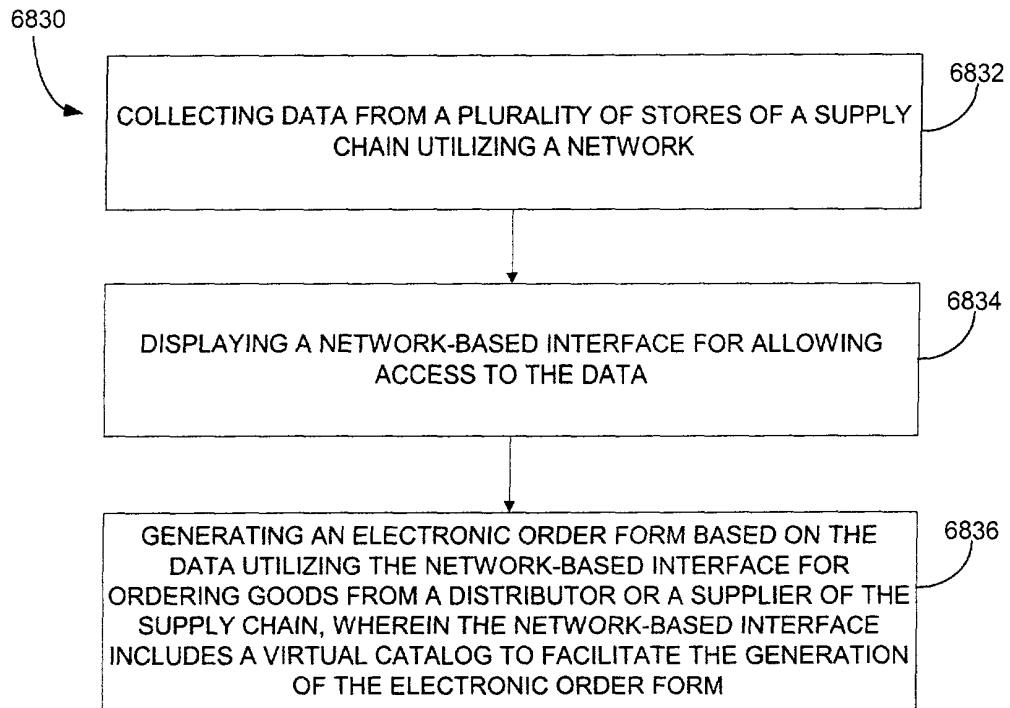 6830
6832
COLLECTING DATA FROM A PLURALITY OF STORES OF A SUPPLY
CHAIN UTILIZING A NETWORK
6834
DISPLAYING A NETWORK-BASED INTERFACE FOR ALLOWING
ACCESS TO THE DATA
6836
GENERATING AN ELECTRONIC ORDER FORM BASED ON THE
DATA UTILIZING THE NETWORK-BASED INTERFACE FOR
ORDERING GOODS FROM A DISTRIBUTOR OR A SUPPLIER OF THE
SUPPLY CHAIN, WHEREIN THE NETWORK-BASED INTERFACE
INCLUDES A VIRTUAL CATALOG TO FACILITATE THE GENERATION
OF THE ELECTRONIC ORDER FORM